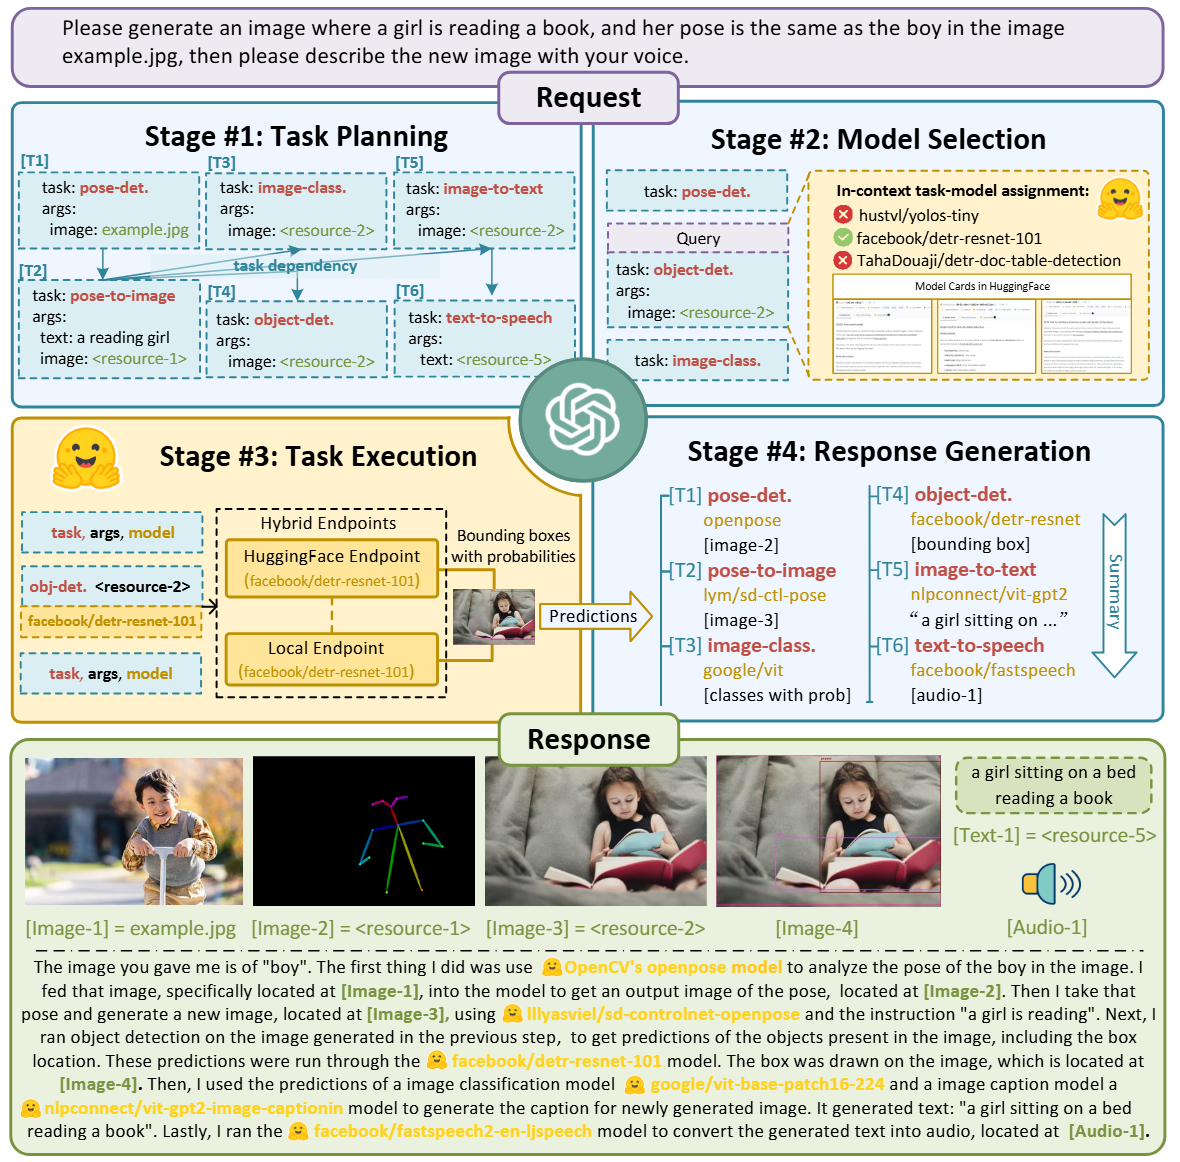 Please generate an image where a girl is reading a book, and her pose is the same as the boy in the image
example.jpg, then please describe the new image with your voice.
Request
Stage #1: Task Planning
[T1]
task: pose-det.
args:
image: example.jpg
[T3]
task: image-class.
args:
image: <resource-2>
[T5]
task: image-to-text
args:
image: <resource-2>
task dependency
[T2]
task: pose-to-image
args:
text: a reading girl
image: <resource-1>
[T4]
task: object-det.
args:
image: <resource-2>
[T6]
task: text-to-speech
args:
text: <resource-5>
Stage #2: Model Selection
task: pose-det.
Query
task: object-det.
args:
image: <resource-2>
task: image-class.
In-context task-model assignment:
hustvl/yolos-tiny
facebook/detr-resnet-101
TahaDouaji/detr-doc-table-detection
Model Cards in HuggingFace
Stage #3: Task Execution
task, args, model
obj-det. <resource-2>
facebook/detr-resnet-101
task, args, model
Hybrid Endpoints
HuggingFace Endpoint
(facebook/detr-resnet-101)
Local Endpoint
(facebook/detr-resnet-101)
Bounding boxes
with probabilities
Predictions
Stage #4: Response Generation
[T1] pose-det.
openpose
[image-2]
[T2] pose-to-image
lym/sd-ctl-pose
[image-3]
[T3] image-class.
google/vit
[classes with prob]
[T4] object-det.
facebook/detr-resnet
[bounding box]
[T5] image-to-text
nlpconnect/vit-gpt2
“a girl sitting on ...”
[T6] text-to-speech
facebook/fastspeech
[audio-1]
Summary
Response
a girl sitting on a bed
reading a book
[Text-1] = <resource-5>
[Image-1] = example.jpg
[Image-2] = <resource-1>
[Image-3] = <resource-2>
[Image-4]
[Audio-1]
The image you gave me is of "boy". The first thing I did was use OpenCV's openpose model to analyze the pose of the boy in the image. I
fed that image, specifically located at [Image-1], into the model to get an output image of the pose, located at [Image-2]. Then I take that
pose and generate a new image, located at [Image-3], using lllyasviel/sd-controlnet-openpose and the instruction "a girl is reading". Next, I
ran object detection on the image generated in the previous step, to get predictions of the objects present in the image, including the box
location. These predictions were run through the facebook/detr-resnet-101 model. The box was drawn on the image, which is located at
[Image-4]. Then, I used the predictions of a image classification model google/vit-base-patch16-224 and a image caption model a
nlpconnect/vit-gpt2-image-captionin model to generate the caption for newly generated image. It generated text: "a girl sitting on a bed
reading a book". Lastly, I ran the facebook/fastspeech2-en-ljspeech model to convert the generated text into audio, located at [Audio-1].